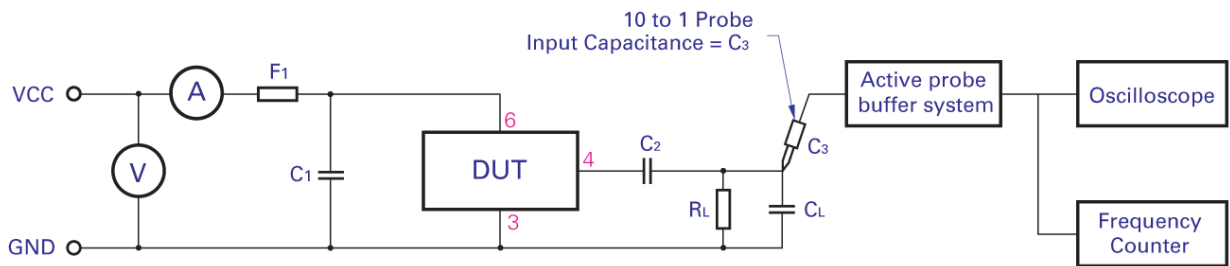 10 to 1 Probe
Input Capacitance = C3
VCC
A
F1
V
C1
6
DUT
4
3
C2
RL
CL
C3
Active probe
buffer system
Oscilloscope
Frequency
Counter
GND